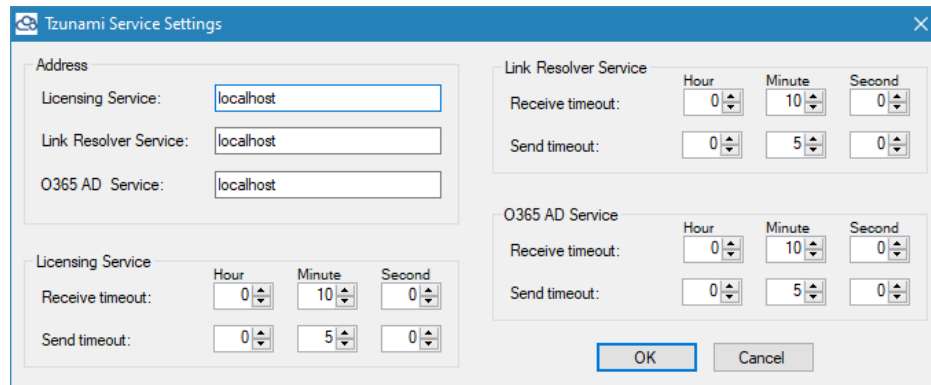 Tzunami Service Settings
Address
Licensing Service: localhost
Link Resolver Service: localhost
O365 AD Service: localhost
Licensing Service
Hour Minute Second
Receive timeout: 0 10 0
Send timeout: 0 5 0
Link Resolver Service
Hour Minute Second
Receive timeout: 0 10 0
Send timeout: 0 5 0
O365 AD Service
Hour Minute Second
Receive timeout: 0 10 0
Send timeout: 0 5 0
OK Cancel